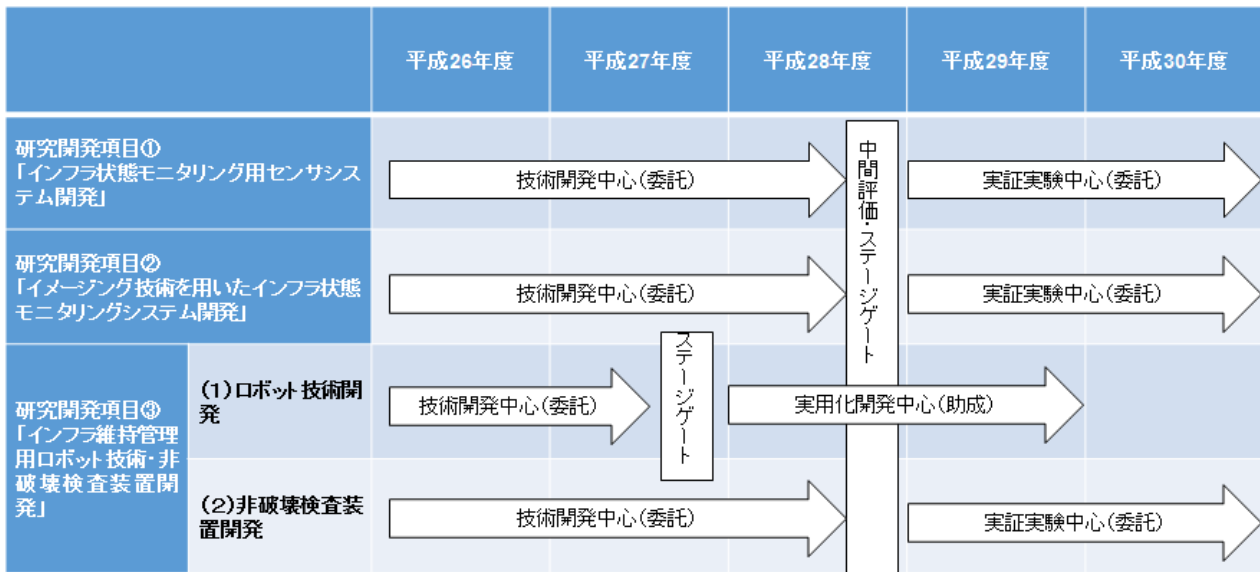 平成26年度
平成27年度
平成28年度
平成29年度
平成30年度
研究開発項目①
「インフラ状態モニタリング用センサシス
テム開発」
技術開発中心(委託)
中間評価・ステージゲート
実証実験中心(委託)
研究開発項目②
「イメージング技術を用いたインフラ状態
モニタリングシステム開発」
技術開発中心(委託)
実証実験中心(委託)
研究開発項目③
「インフラ維持管理
用ロボット技術・非
破壊検査装置開
発」
(1)ロボット技術開
発
技術開発中心(委託)
ステージゲート
実用化開発中心(助成)
(2)非破壊検査装
置開発
技術開発中心(委託)
実証実験中心(委託)